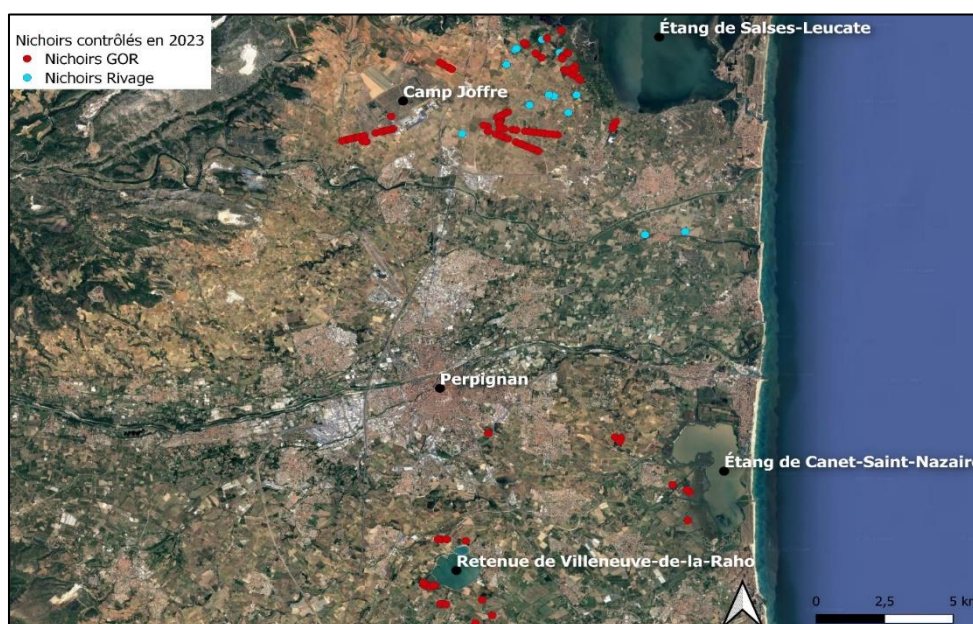 Nichoirs contrôlés en 2023
Nichoirs GOR
Nichoirs Rivage
Étang de Salses-Leucate
Camp Joffre
Perpignan
Étang de Canet-Saint-Nazaire
Retenue de Villeneuve-de-la-Raho
0 2,5 5 km